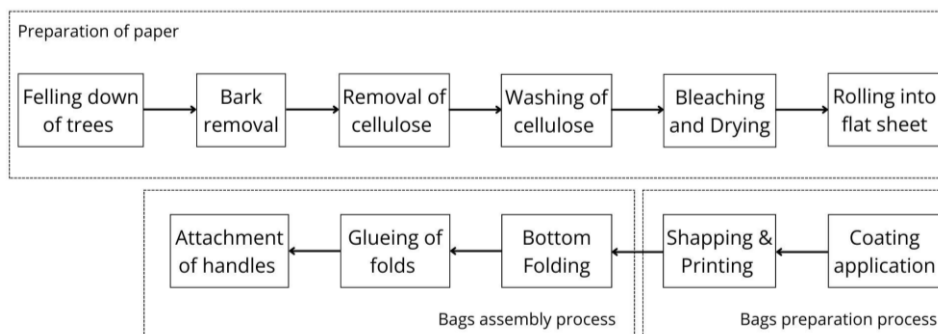 Preparation of paper
Felling down
of trees
Bark
removal
Removal of
cellulose
Washing of
cellulose
Bleaching
and Drying
Rolling into
flat sheet
Attachment
of handles
Glueing of
folds
Bottom
Folding
Shapping &
Printing
Coating
application
Bags assembly process
Bags preparation process